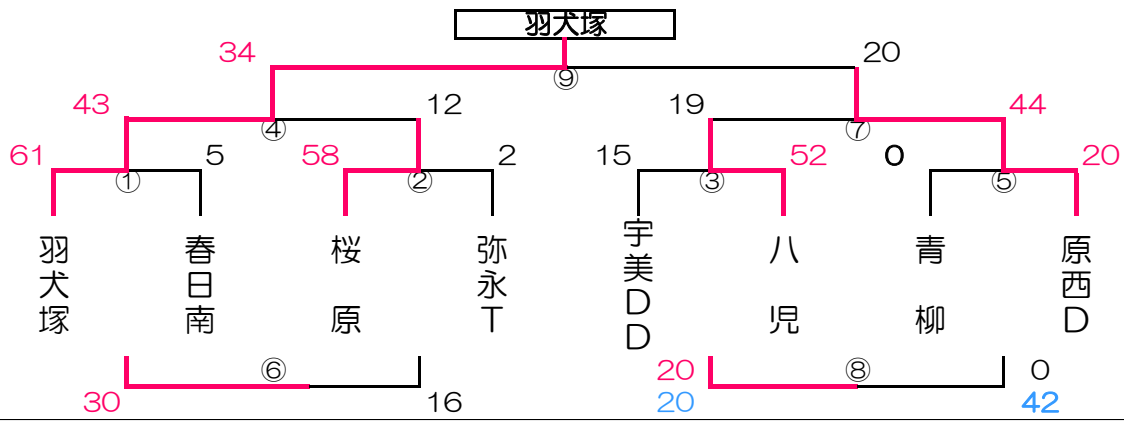 羽犬塚
34 20
⑨
43 12 19 44
④ ⑦
61 5 58 2 15 52 0 20
① ② ③ ⑤
羽犬塚
春日南
桜原
弥永T
宇美DD
八児
青柳
原西D
⑥ 20 ⑧ 0
30 16 20 42